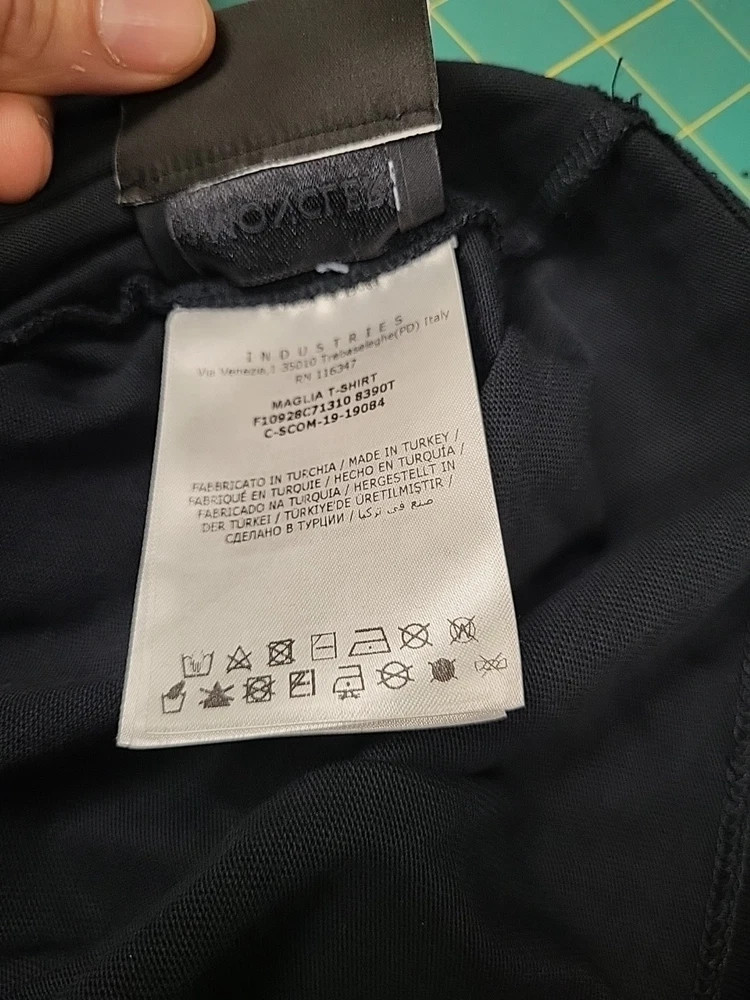 MONCLER
INDUSTRIES
Via Venezia,1 35010 Trebaseleghe(PD) Italy
RN 116347
MAGLIA T-SHIRT
F10928C71310 8390T
C-SCOM-19-19084
FABBRICATO IN TURCHIA / MADE IN TURKEY /
FABRIQUÉ EN TURQUIE / HECHO EN TURQUÍA /
FABRICADO NA TURQUIA / HERGESTELLT IN
DER TÜRKEI / TÜRKIYE'DE ÜRETILMIŞTIR /
СДЕЛАНО В ТУРЦИИ / صنع في تركيا